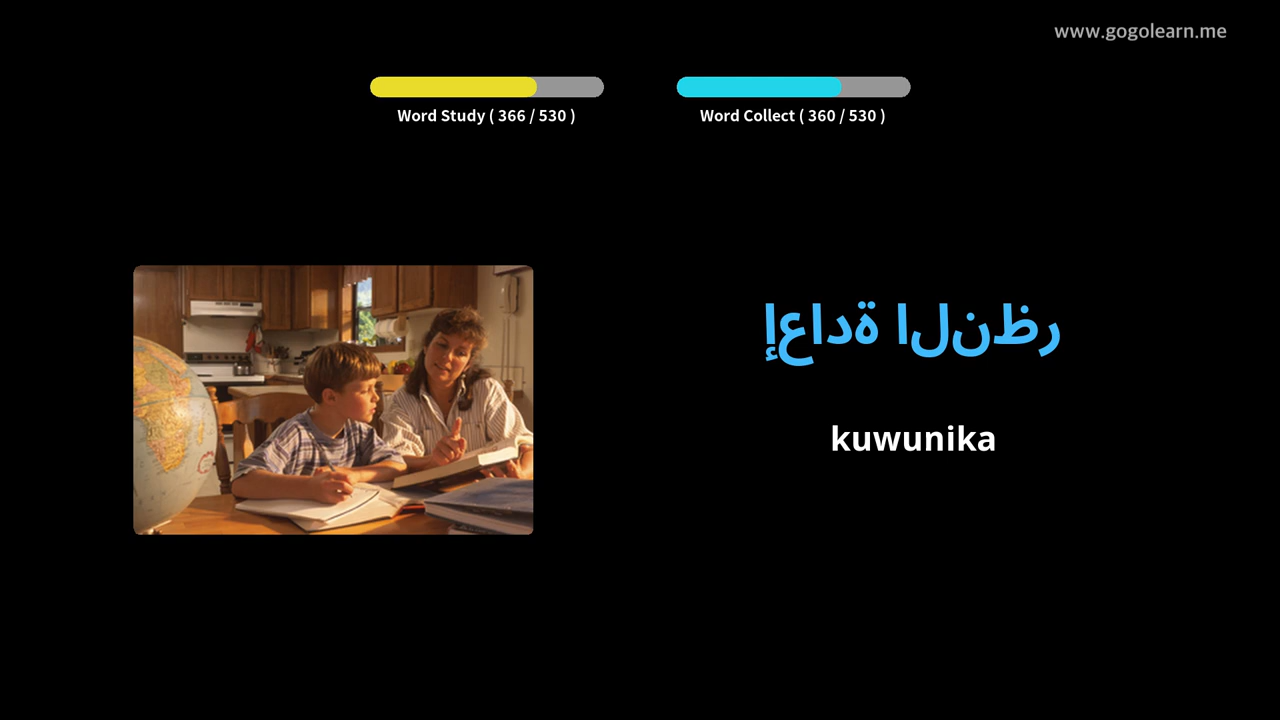 www.gogolearn.me
Word Study ( 366 / 530 )
Word Collect ( 360 / 530 )
إعادة النظر
kuwunika